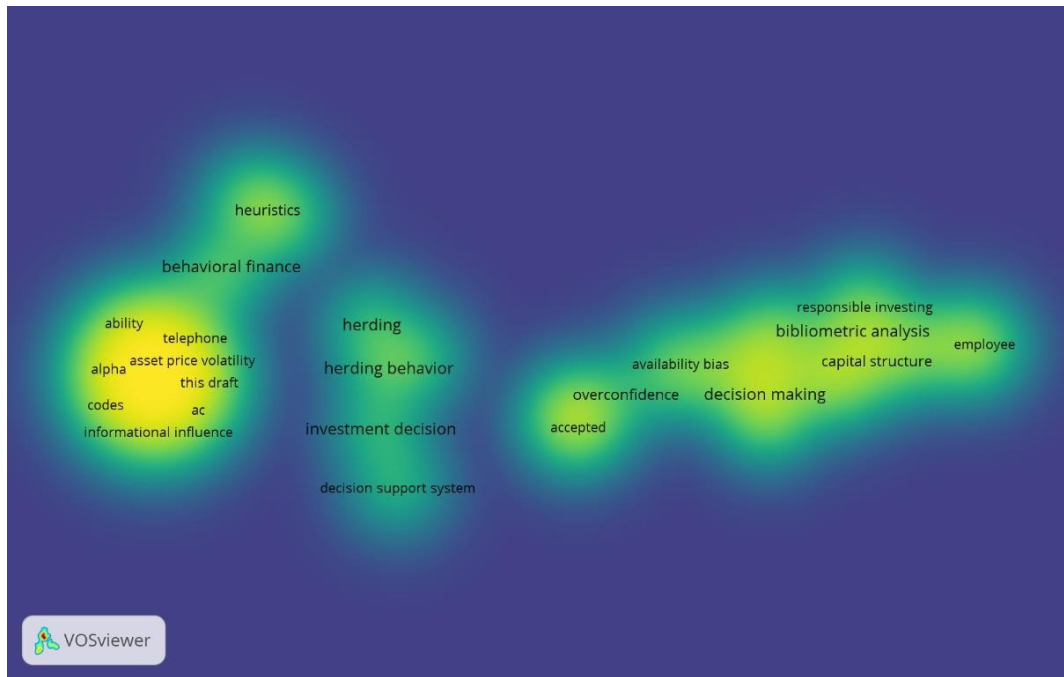 heuristics
behavioral finance
ability
telephone
asset price volatility
alpha
this draft
codes
ac
informational influence
herding
herding behavior
investment decision
decision support system
responsible investing
bibliometric analysis
employee
availability bias
capital structure
overconfidence
decision making
accepted
VOSviewer